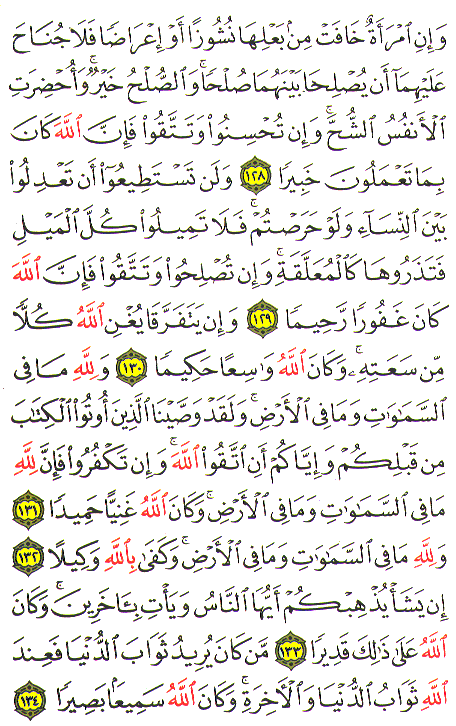 وَإِنِ ٱمْرَأَةٌ خَافَتْ مِنۢ بَعْلِهَا نُشُوزًا أَوْ إِعْرَاضًا فَلَا جُنَاحَ
عَلَيْهِمَآ أَن يُصْلِحَا بَيْنَهُمَا صُلْحًا ۚ وَٱلصُّلْحُ خَيْرٌ ۗ وَأُحْضِرَتِ
ٱلْأَنفُسُ ٱلشُّحَّ ۚ وَإِن تُحْسِنُوا۟ وَتَتَّقُوا۟ فَإِنَّ ٱللَّهَ كَانَ
بِمَا تَعْمَلُونَ خَبِيرًا ١٢٨ وَلَن تَسْتَطِيعُوٓا۟ أَن تَعْدِلُوا۟
بَيْنَ ٱلنِّسَآءِ وَلَوْ حَرَصْتُمْ ۖ فَلَا تَمِيلُوا۟ كُلَّ ٱلْمَيْلِ
فَتَذَرُوهَا كَٱلْمُعَلَّقَةِ ۚ وَإِن تُصْلِحُوا۟ وَتَتَّقُوا۟ فَإِنَّ ٱللَّهَ
كَانَ غَفُورًا رَّحِيمًا ١٢٩ وَإِن يَتَفَرَّقَا يُغْنِ ٱللَّهُ كُلًّا
مِّن سَعَتِهِۦ ۚ وَكَانَ ٱللَّهُ وَٰسِعًا حَكِيمًا ١٣٠ وَلِلَّهِ مَا فِى
ٱلسَّمَٰوَٰتِ وَمَا فِى ٱلْأَرْضِ ۗ وَلَقَدْ وَصَّيْنَا ٱلَّذِينَ أُوتُوا۟ ٱلْكِتَٰبَ
مِن قَبْلِكُمْ وَإِيَّاكُمْ أَنِ ٱتَّقُوا۟ ٱللَّهَ ۚ وَإِن تَكْفُرُوا۟ فَإِنَّ لِلَّهِ
مَا فِى ٱلسَّمَٰوَٰتِ وَمَا فِى ٱلْأَرْضِ ۚ وَكَانَ ٱللَّهُ غَنِيًّا حَمِيدًا ١٣١
وَلِلَّهِ مَا فِى ٱلسَّمَٰوَٰتِ وَمَا فِى ٱلْأَرْضِ ۚ وَكَفَىٰ بِٱللَّهِ وَكِيلًا ١٣٢
إِن يَشَأْ يُذْهِبْكُمْ أَيُّهَا ٱلنَّاسُ وَيَأْتِ بِـَٔاخَرِينَ ۚ وَكَانَ
ٱللَّهُ عَلَىٰ ذَٰلِكَ قَدِيرًا ١٣٣ مَّن كَانَ يُرِيدُ ثَوَابَ ٱلدُّنْيَا فَعِندَ
ٱللَّهِ ثَوَابُ ٱلدُّنْيَا وَٱلْأَخِرَةِ ۚ وَكَانَ ٱللَّهُ سَمِيعًۢا بَصِيرًا ١٣٤